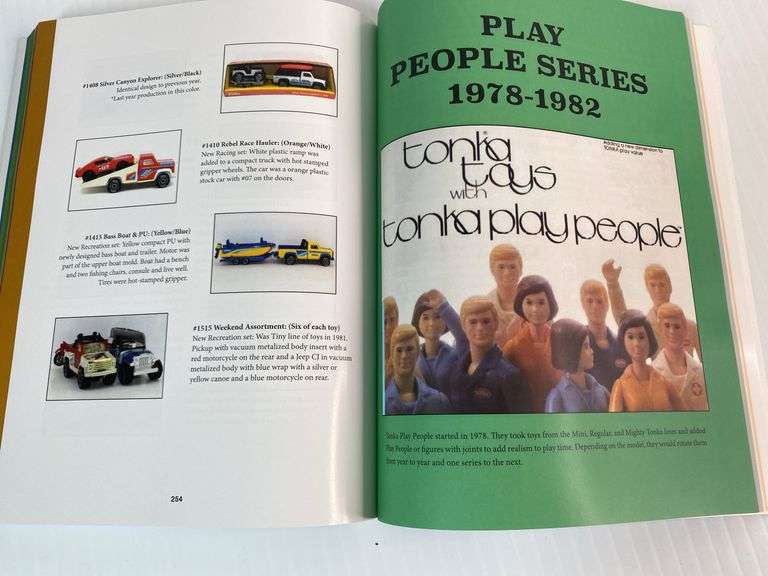 #1408 Silver Canyon Explorer: (Silver/Black)
Identical design to previous year.
*Last year production in this color.
#1410 Rebel Race Hauler: (Orange/White)
New Racing set: White plastic ramp was
added to a compact truck with hot stamped
gripper wheels. The car was a orange plastic
stock car with #07 on the doors.
#1413 Bass Boat & PU: (Yellow/Blue)
New Recreation set: Yellow compact PU with
newly designed bass boat and trailer. Motor was
part of the upper boat mold. Boat had a bench
and two fishing chairs, console and live well.
Tires were hot-stamped gripper.
#1515 Weekend Assortment: (Six of each toy)
New Recreation set: Was Tiny line of toys in 1981.
Pickup with vacuum metalized body insert with a
red motorcycle on the rear and a Jeep CJ in vacuum
metalized body with blue wrap with a silver or
yellow canoe and a blue motorcycle on rear.
254
PLAY
PEOPLE SERIES
1978-1982
Adding a new dimension to
TONKA play value
tonka
toys
with
tonka play people
Tonka Play People started in 1978. They took toys from the Mini, Regular, and Mighty Tonka lines and added
Play People or figures with joints to add realism to play time. Depending on the model, they would rotate them
from year to year and one series to the next.